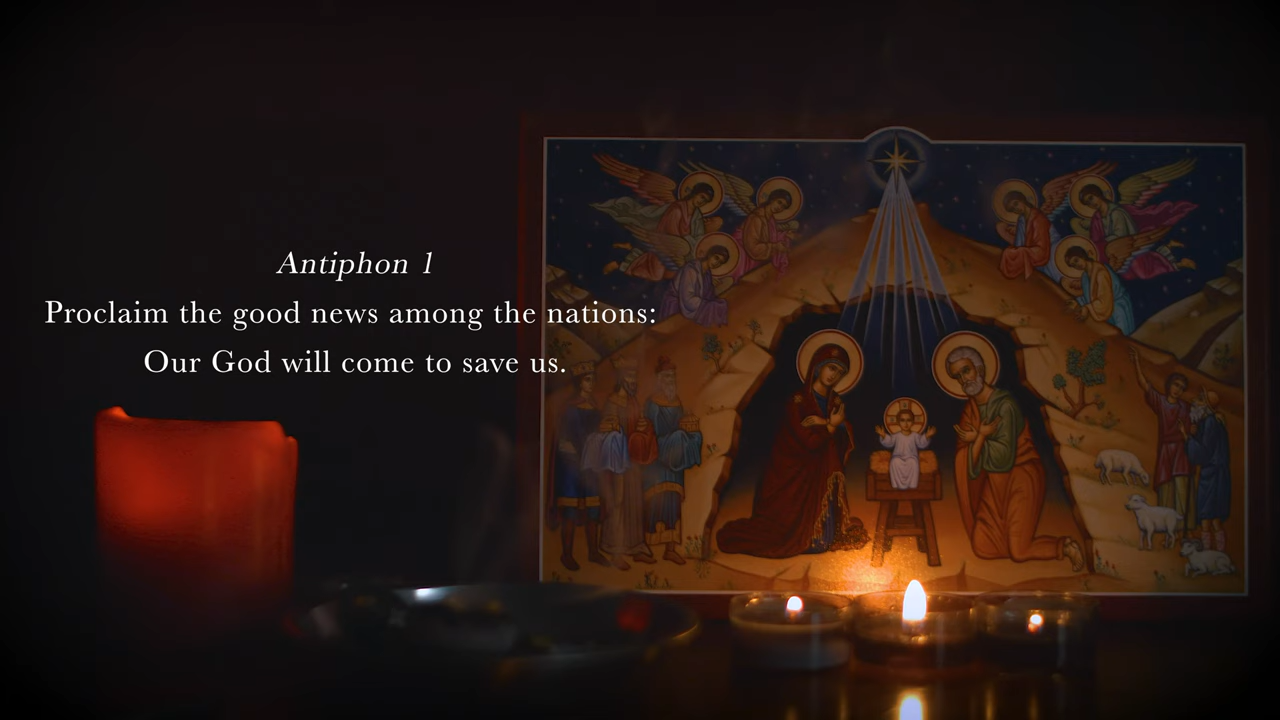 Antiphon 1
Proclaim the good news among the nations:
Our God will come to save us.